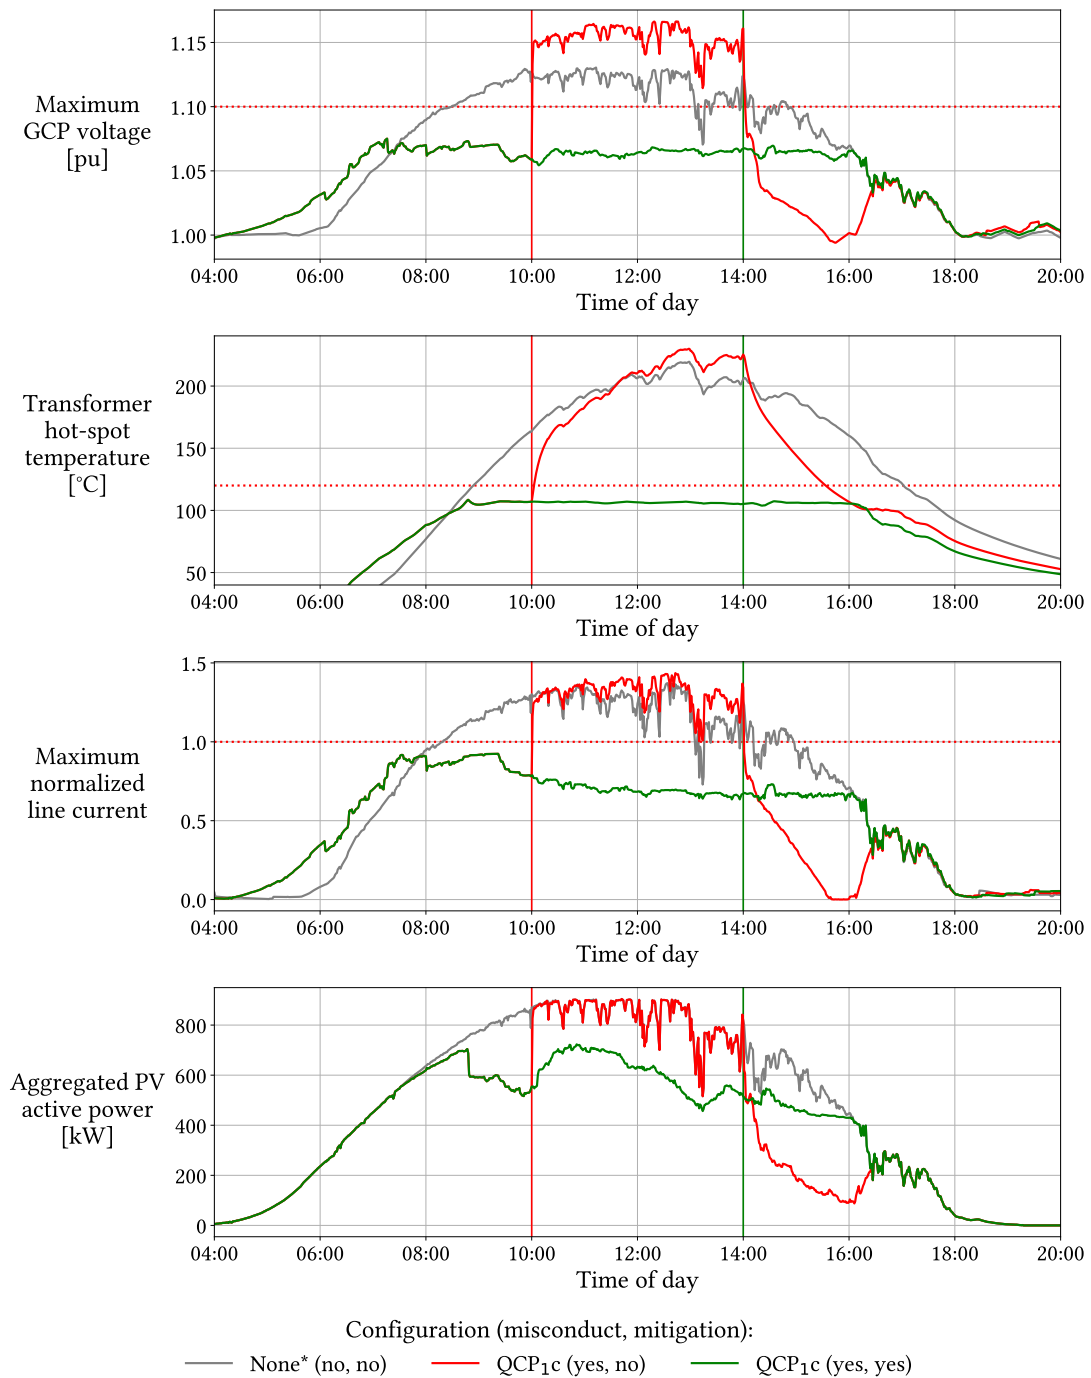 Maximum
GCP voltage
[pu]
1.15
1.10
1.05
1.00
04:00 06:00 08:00 10:00 12:00 14:00 16:00 18:00 20:00
Time of day
Transformer
hot-spot
temperature
[°C]
200
150
100
50
04:00 06:00 08:00 10:00 12:00 14:00 16:00 18:00 20:00
Time of day
Maximum
normalized
line current
1.5
1.0
0.5
0.0
04:00 06:00 08:00 10:00 12:00 14:00 16:00 18:00 20:00
Time of day
Aggregated PV
active power
[kW]
800
600
400
200
0
04:00 06:00 08:00 10:00 12:00 14:00 16:00 18:00 20:00
Time of day
Configuration (misconduct, mitigation):
None* (no, no) QCP₁c (yes, no) QCP₁c (yes, yes)